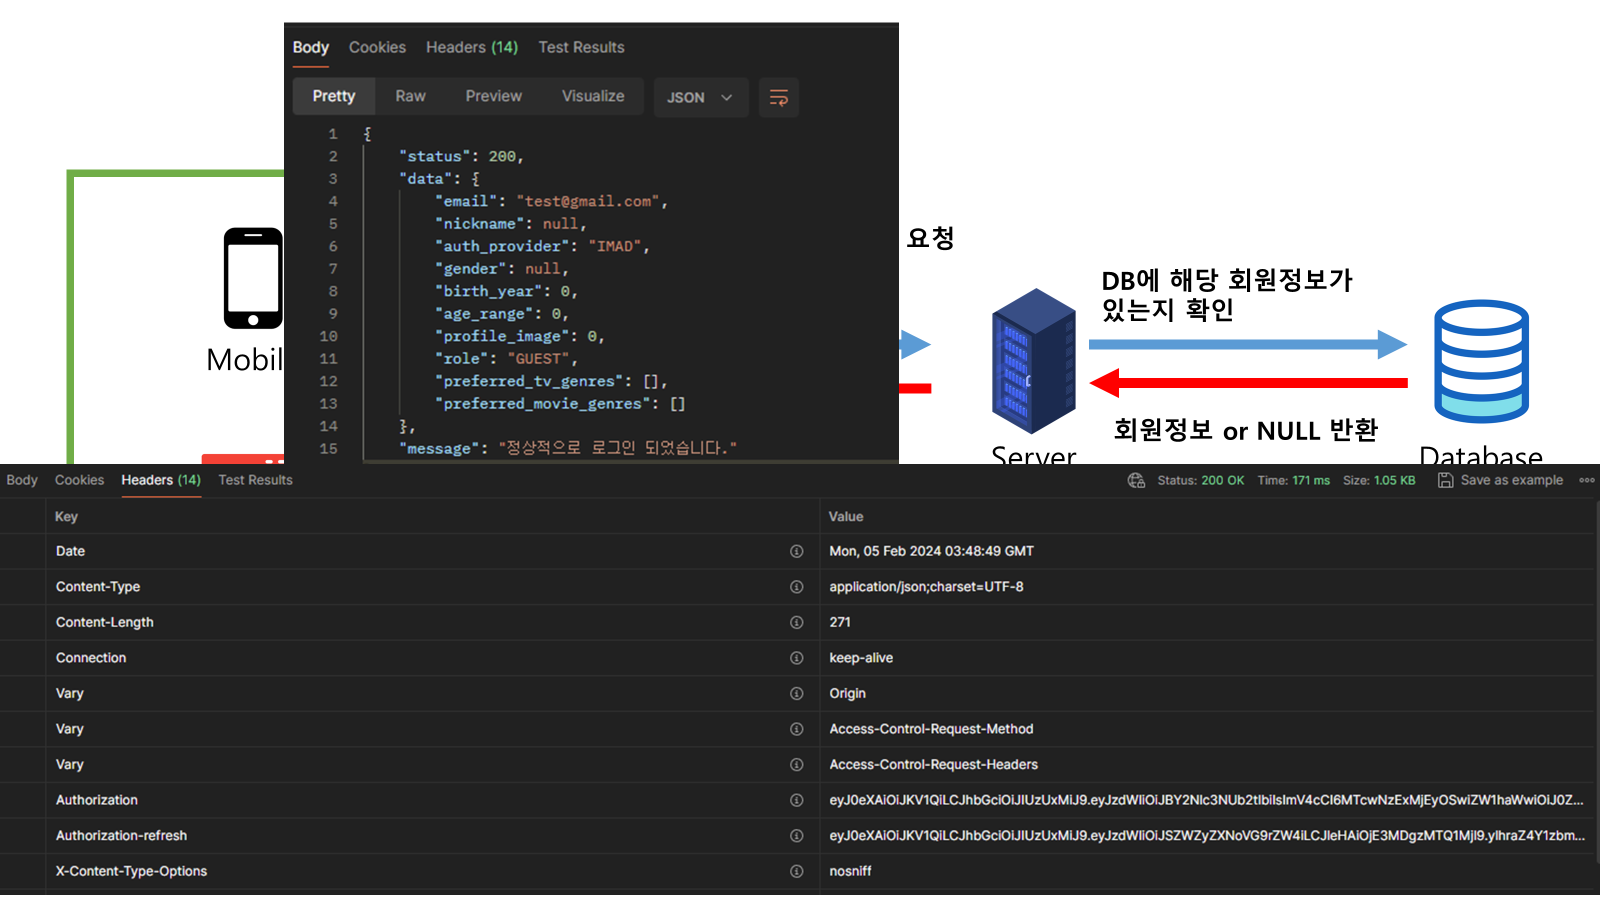 Body Cookies Headers (14) Test Results
Pretty Raw Preview Visualize JSON
1 {
2 "status": 200,
3 "data": {
4 "email": "test@gmail.com",
5 "nickname": null,
6 "auth_provider": "IMAD",
7 "gender": null,
8 "birth_year": 0,
9 "age_range": 0,
10 "profile_image": 0,
11 "role": "GUEST",
12 "preferred_tv_genres": [],
13 "preferred_movie_genres": []
14 },
15 "message": "정상적으로 로그인 되었습니다."
Mobil
요청
DB에 해당 회원정보가
있는지 확인
회원정보 or NULL 반환
Server
Database
Body Cookies Headers (14) Test Results Status: 200 OK Time: 171 ms Size: 1.05 KB Save as example
Key Value
Date Mon, 05 Feb 2024 03:48:49 GMT
Content-Type application/json;charset=UTF-8
Content-Length 271
Connection keep-alive
Vary Origin
Vary Access-Control-Request-Method
Vary Access-Control-Request-Headers
Authorization
Authorization-refresh
X-Content-Type-Options nosniff